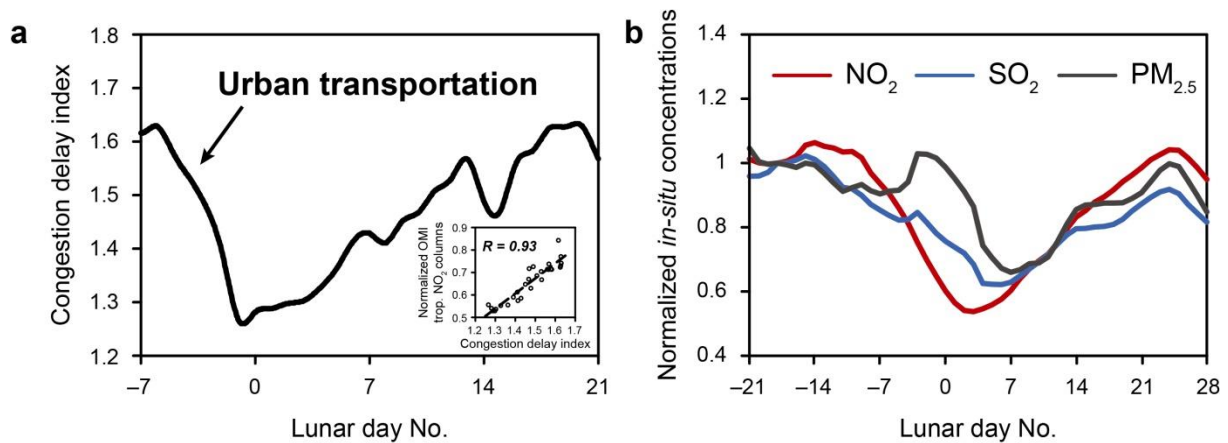 a
1.8
1.7
1.6
1.5
1.4
1.3
1.2
Congestion delay index
Urban transportation
–7
0
7
14
21
Lunar day No.
R = 0.93
0.9
0.8
0.7
0.6
0.5
Normalized OMI
trop. NO₂ columns
1.2 1.3 1.4 1.5 1.6 1.7
Congestion delay index
b
1.4
1.2
1
0.8
0.6
0.4
Normalized in-situ concentrations
NO₂ SO₂ PM₂.₅
–21
–14
–7
0
7
14
21
28
Lunar day No.